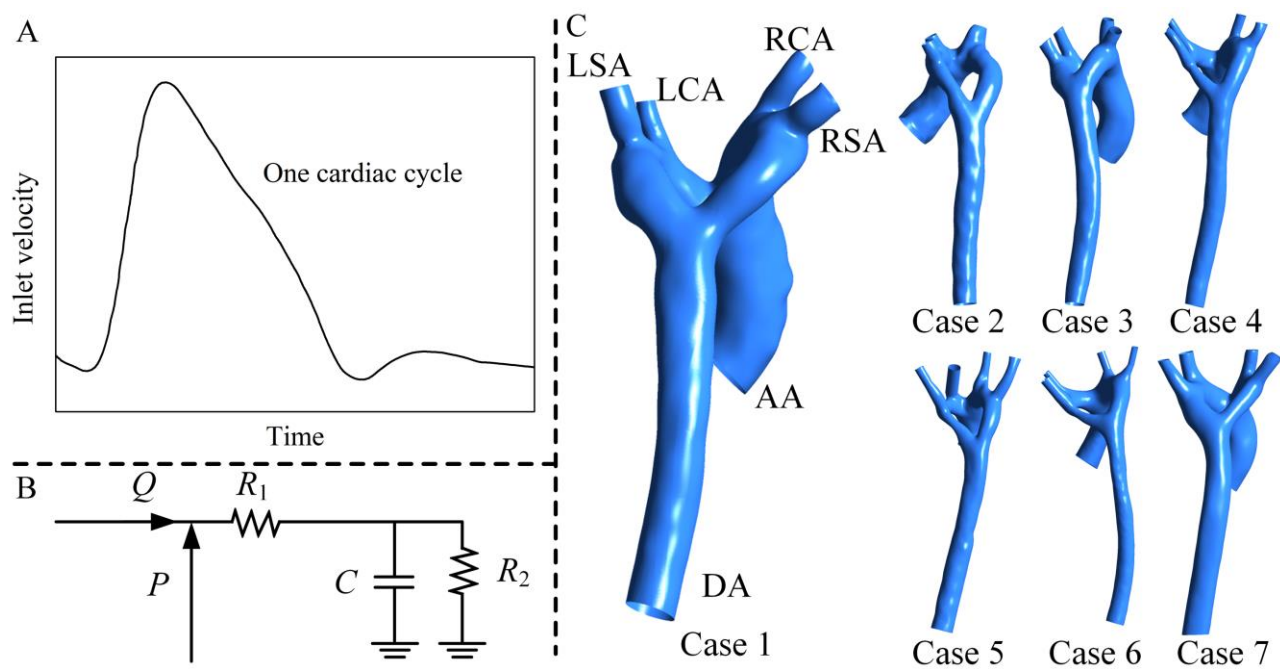 A
Inlet velocity
One cardiac cycle
Time
B
Q
R1
P
C
R2
C
LSA
LCA
RCA
RSA
AA
DA
Case 1
Case 2
Case 3
Case 4
Case 5
Case 6
Case 7